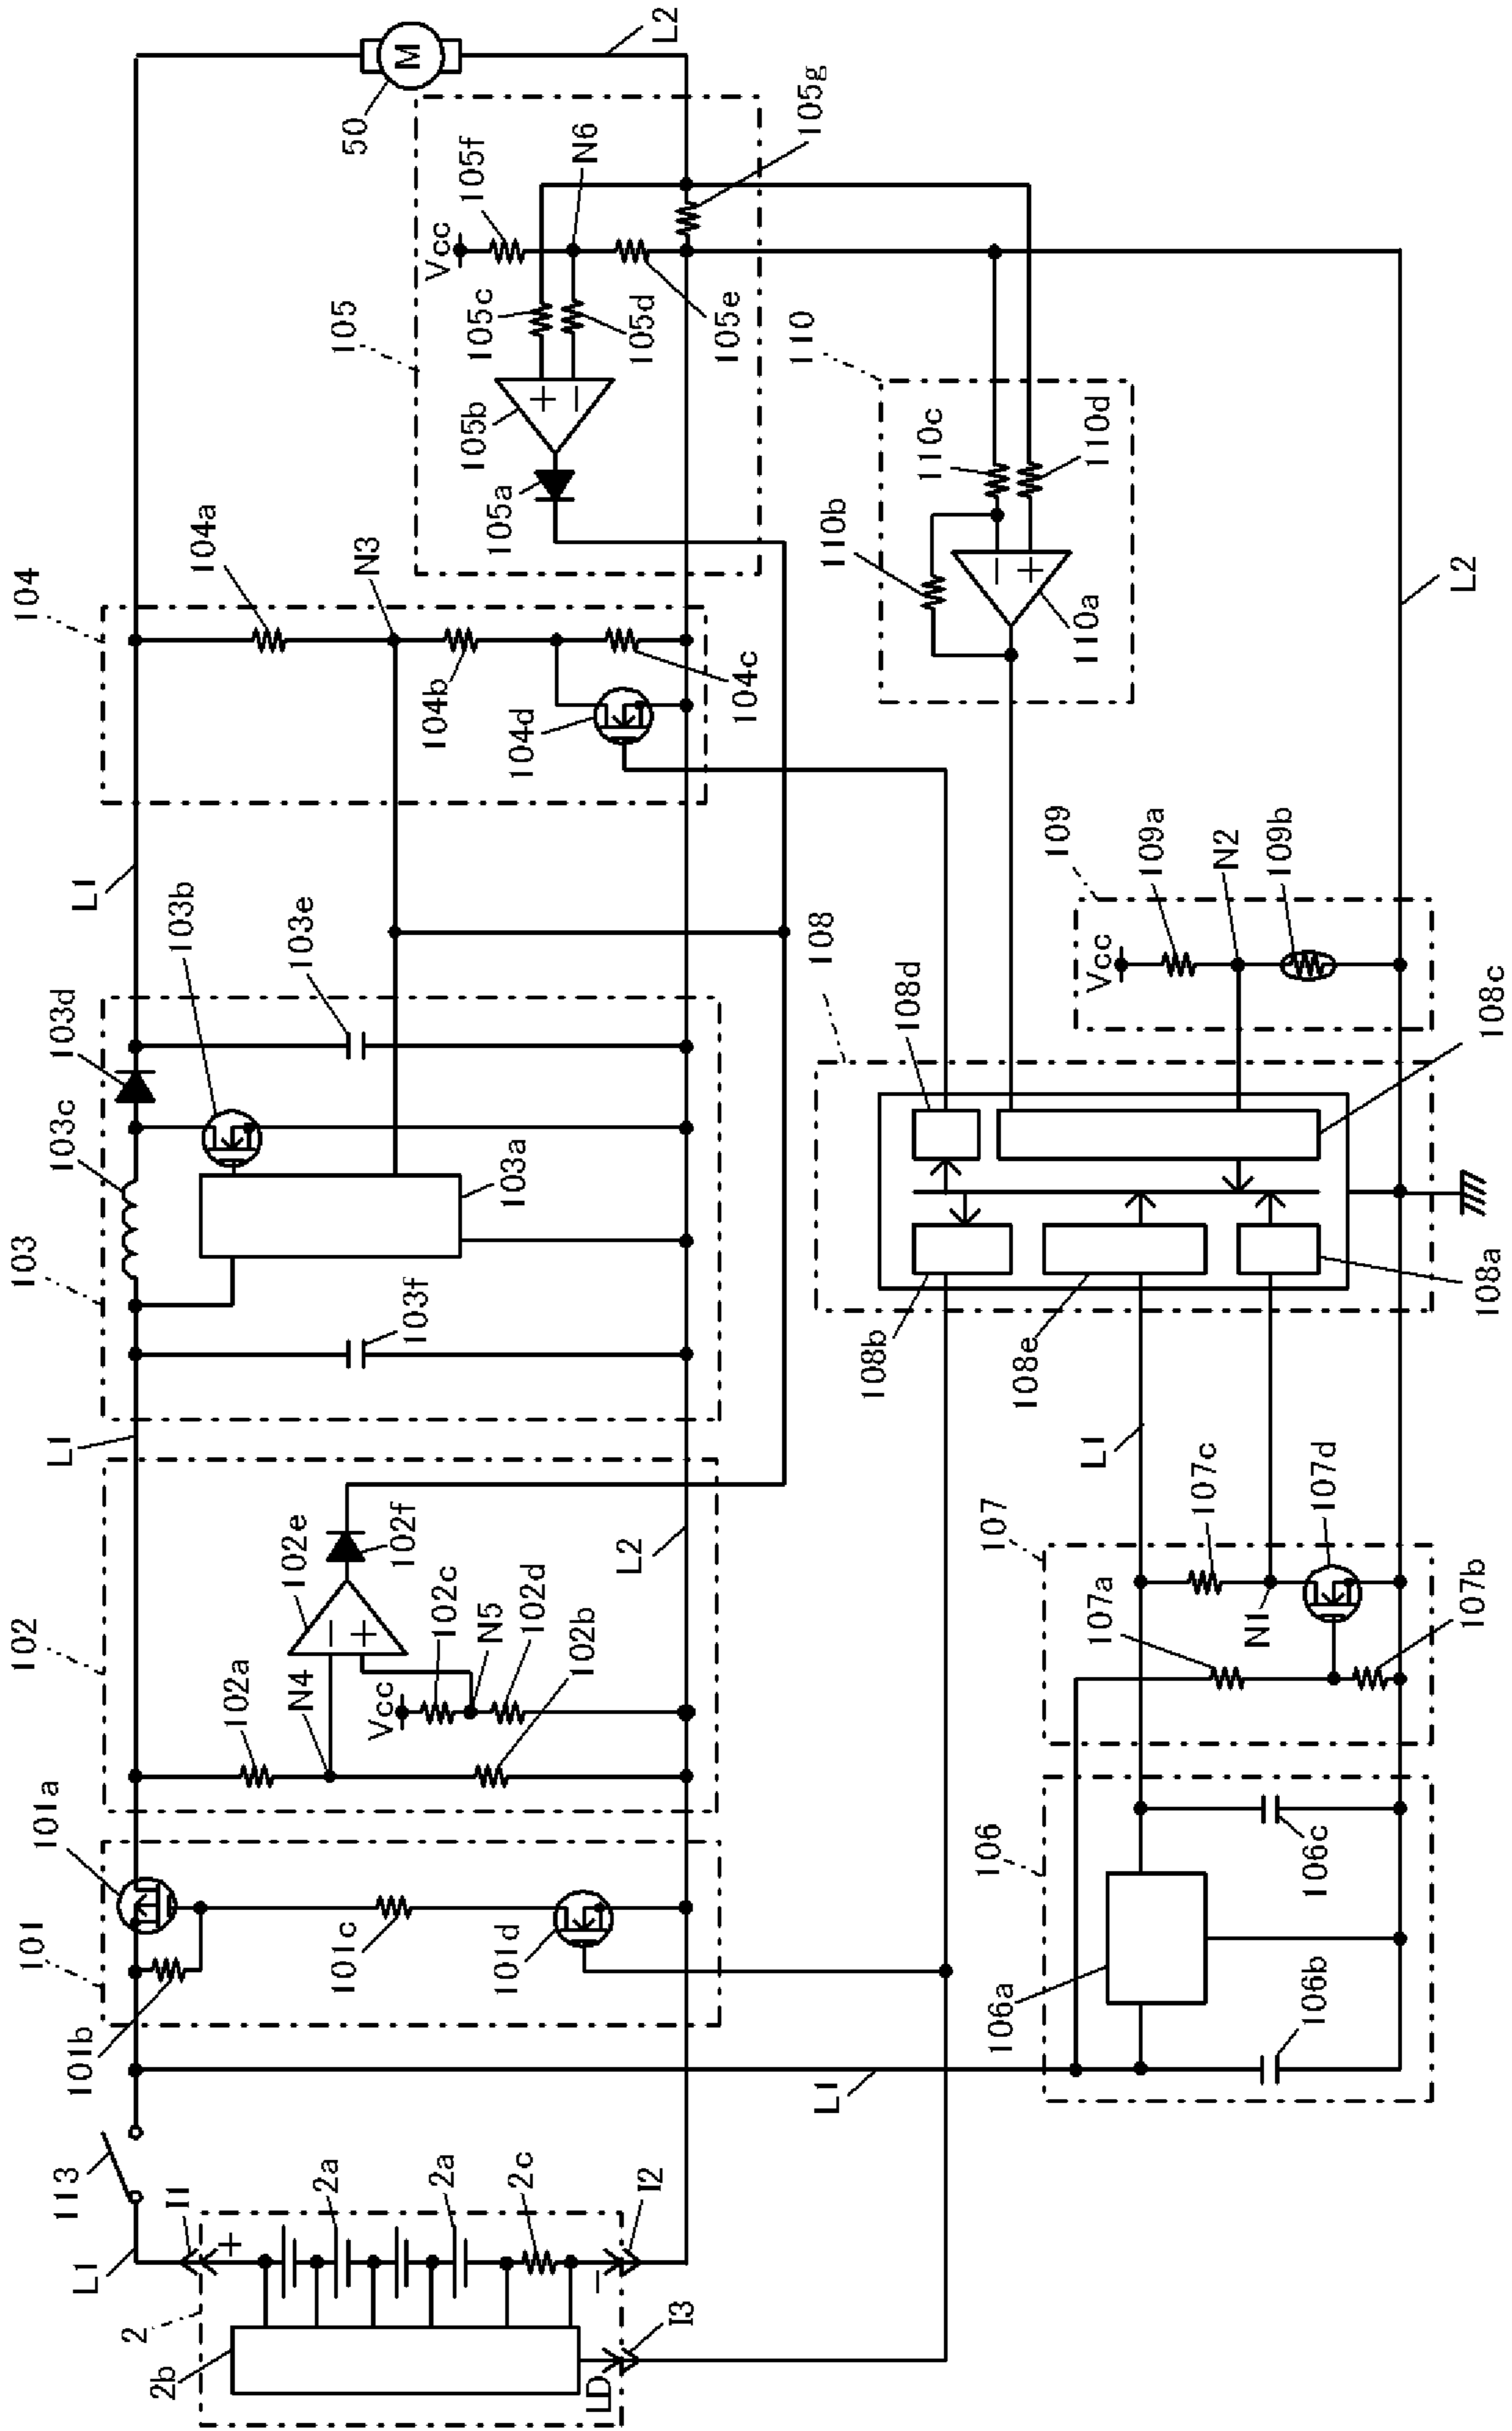 50
M
L2
105f
N6
105g
Vcc
105
105c
105d
105e
110
105b
105a
110c
110d
110b
110a
L2
104
104a
N3
104b
104c
104d
L1
103b
103e
108
109
109a
N2
109b
Vcc
108d
108c
103d
103c
103
103a
103f
108b
108e
108a
L1
L1
102
102e
102f
L2
102a
N4
Vcc
102c
N5
102d
102b
107
107c
107d
107a
N1
107b
101a
101
101b
101c
101d
106
106a
106b
106c
L1
113
I1
L1
+
2a
2a
2c
I2
−
2
2b
LD
I3
+
−
−
+
−
+